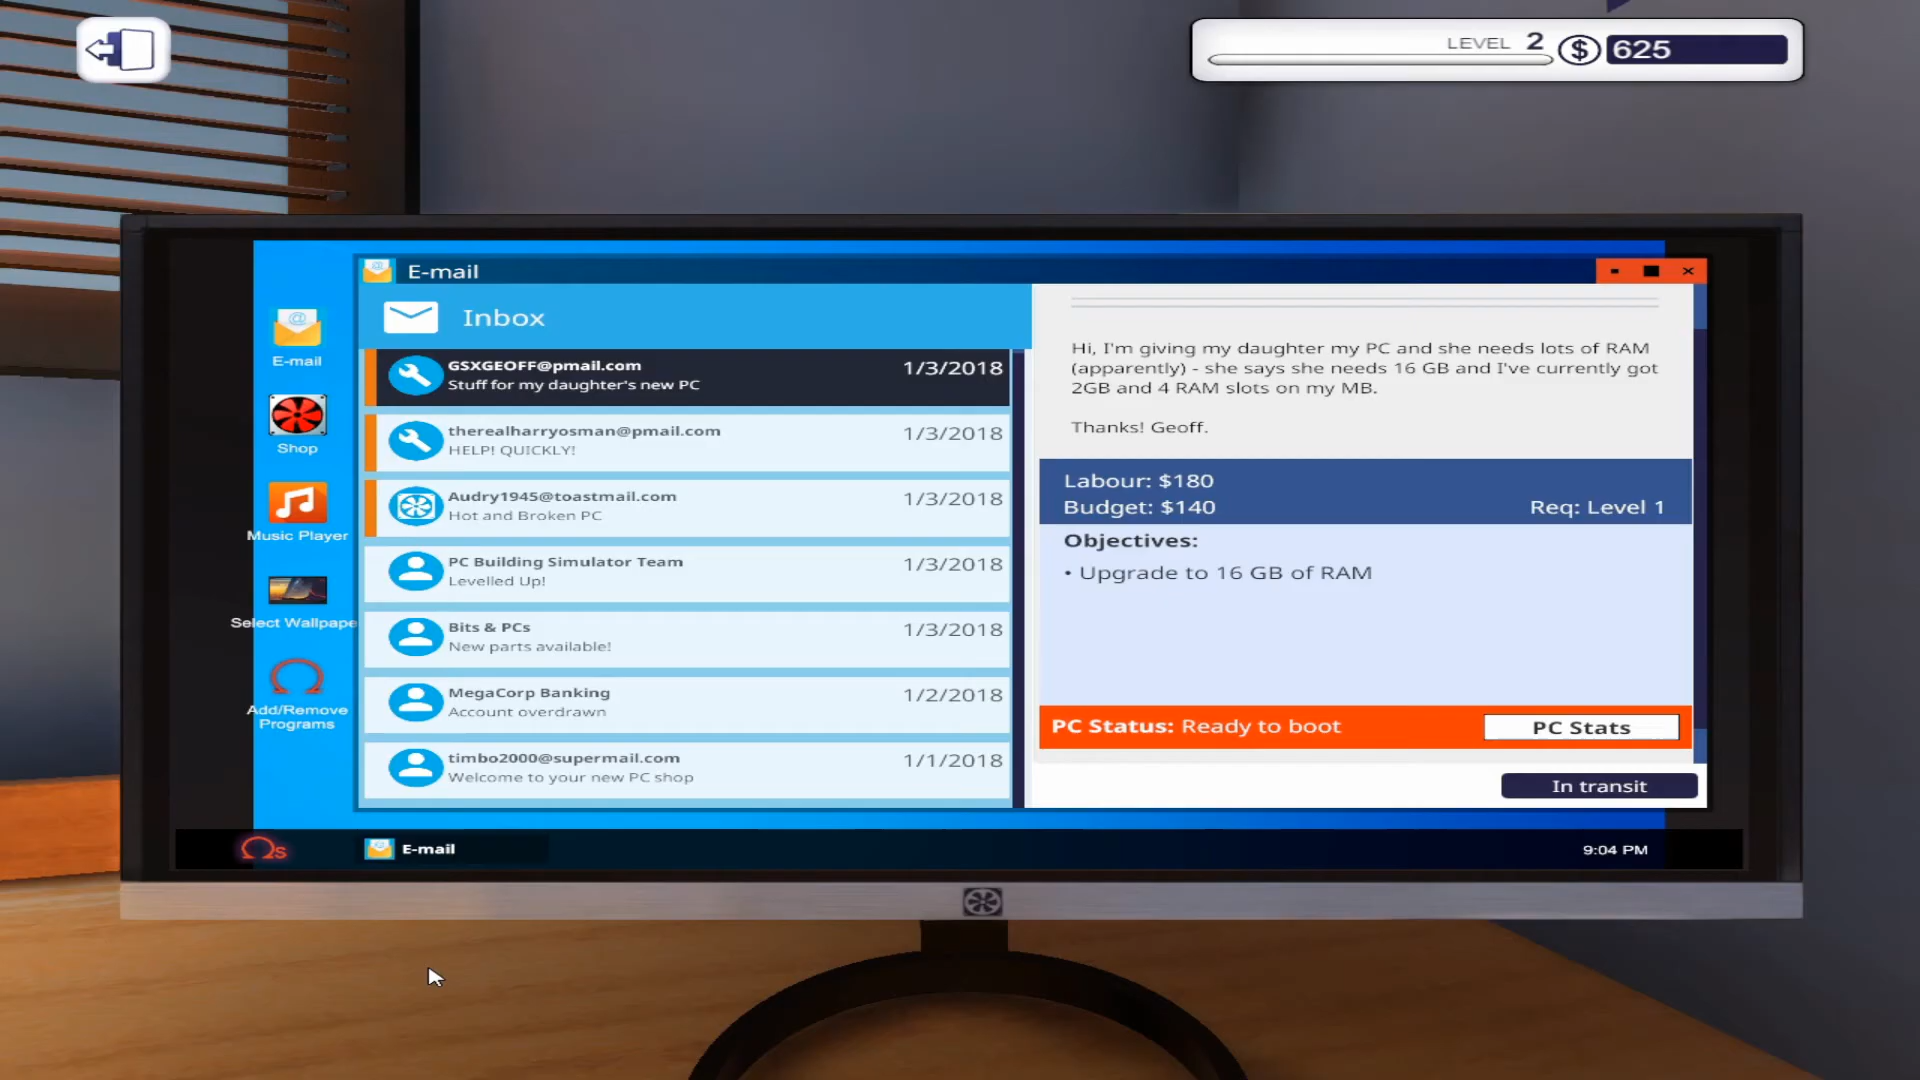 LEVEL 2
$ 625
E-mail
Inbox
GSXGEOFF@pmail.com 1/3/2018
Stuff for my daughter's new PC
therealharryosman@pmail.com 1/3/2018
HELP! QUICKLY!
Audry1945@toastmail.com 1/3/2018
Hot and Broken PC
PC Building Simulator Team 1/3/2018
Levelled Up!
Bits & PCs 1/3/2018
New parts available!
MegaCorp Banking 1/2/2018
Account overdrawn
timbo2000@supermail.com 1/1/2018
Welcome to your new PC shop
Hi, I'm giving my daughter my PC and she needs lots of RAM
(apparently) - she says she needs 16 GB and I've currently got
2GB and 4 RAM slots on my MB.
Thanks! Geoff.
Labour: $180
Budget: $140 Req: Level 1
Objectives:
• Upgrade to 16 GB of RAM
PC Status: Ready to boot PC Stats
In transit
E-mail
Shop
Music Player
Select Wallpape
Add/Remove
Programs
Ωs E-mail 9:04 PM